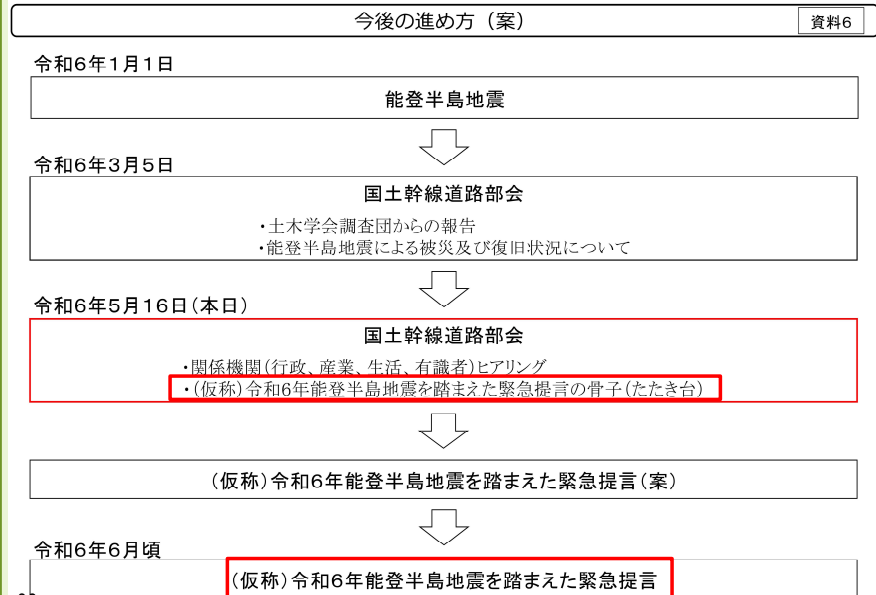 今後の進め方（案）
資料6
令和6年1月1日
能登半島地震
令和6年3月5日
国土幹線道路部会
・土木学会調査団からの報告
・能登半島地震による被災及び復旧状況について
令和6年5月16日（本日）
国土幹線道路部会
・関係機関（行政、産業、生活、有識者）ヒアリング
・（仮称）令和6年能登半島地震を踏まえた緊急提言の骨子（たたき台）
（仮称）令和6年能登半島地震を踏まえた緊急提言（案）
令和6年6月頃
（仮称）令和6年能登半島地震を踏まえた緊急提言